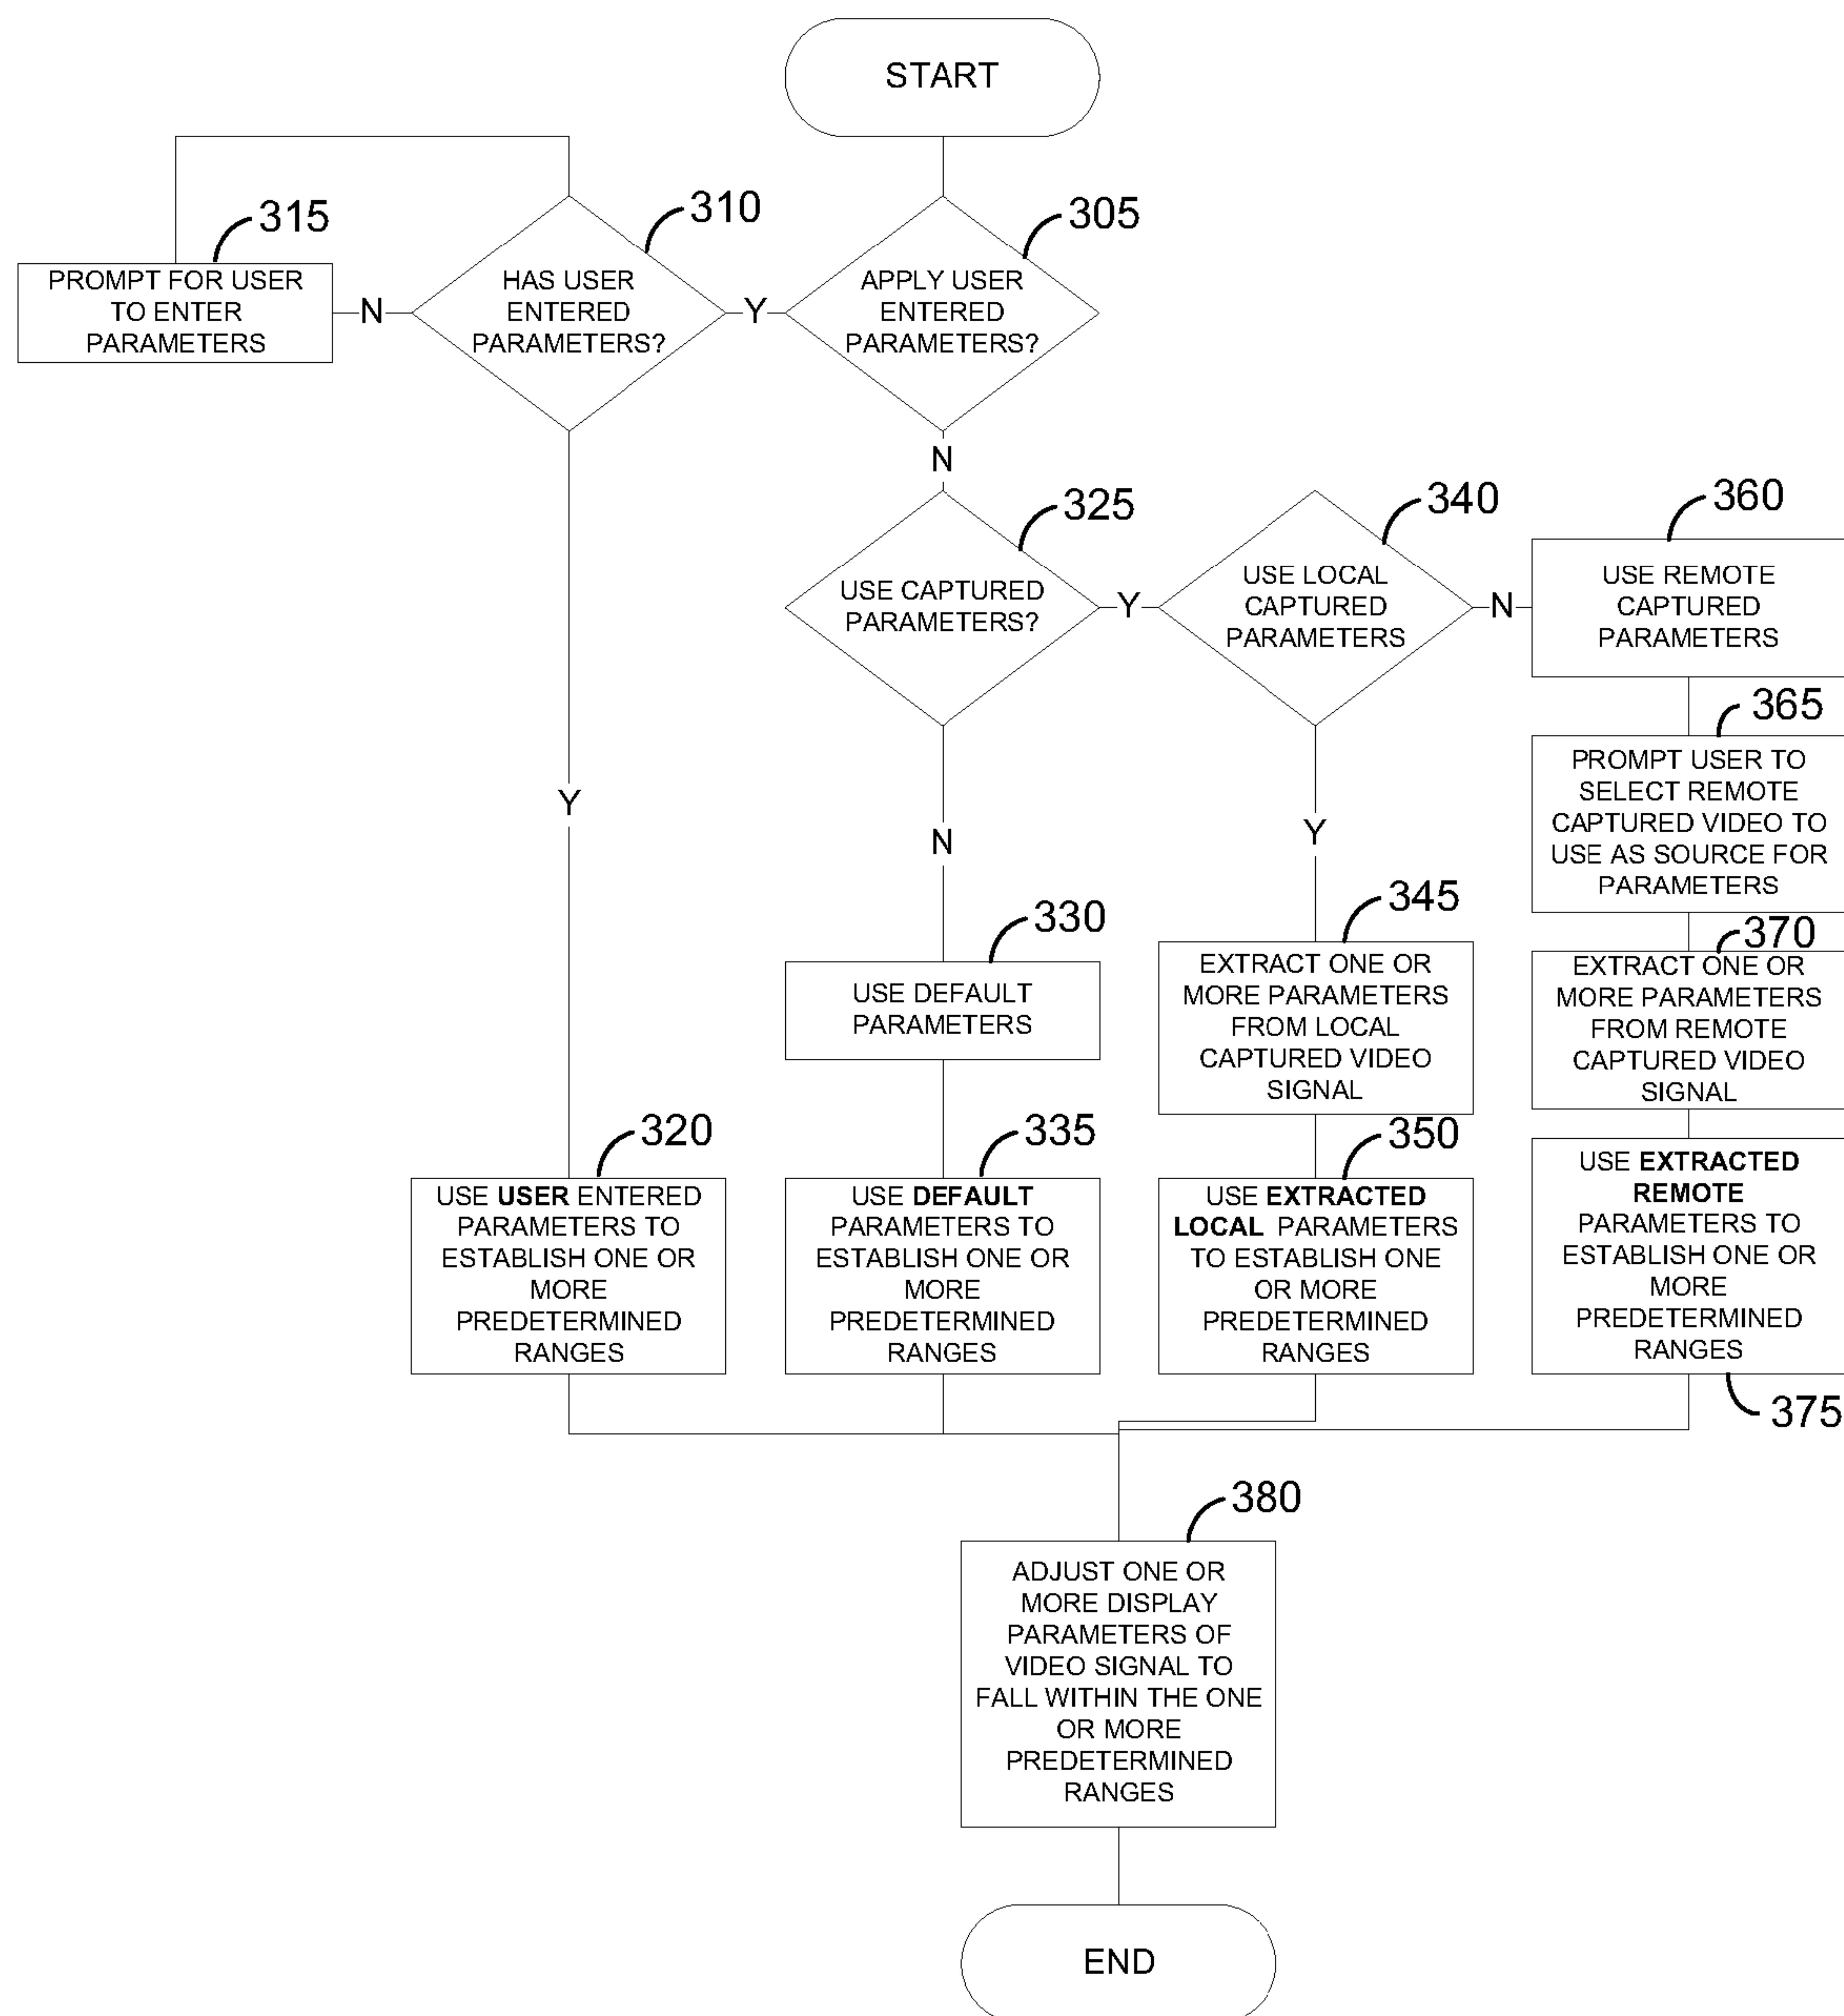 START
315
PROMPT FOR USER
TO ENTER
PARAMETERS
N
310
HAS USER
ENTERED
PARAMETERS?
Y
305
APPLY USER
ENTERED
PARAMETERS?
N
325
USE CAPTURED
PARAMETERS?
Y
340
USE LOCAL
CAPTURED
PARAMETERS
N
360
USE REMOTE
CAPTURED
PARAMETERS
365
PROMPT USER TO
SELECT REMOTE
CAPTURED VIDEO TO
USE AS SOURCE FOR
PARAMETERS
Y
N
Y
330
USE DEFAULT
PARAMETERS
345
EXTRACT ONE OR
MORE PARAMETERS
FROM LOCAL
CAPTURED VIDEO
SIGNAL
370
EXTRACT ONE OR
MORE PARAMETERS
FROM REMOTE
CAPTURED VIDEO
SIGNAL
320
USE USER ENTERED
PARAMETERS TO
ESTABLISH ONE OR
MORE
PREDETERMINED
RANGES
335
USE DEFAULT
PARAMETERS TO
ESTABLISH ONE OR
MORE
PREDETERMINED
RANGES
350
USE EXTRACTED
LOCAL PARAMETERS
TO ESTABLISH ONE
OR MORE
PREDETERMINED
RANGES
USE EXTRACTED
REMOTE
PARAMETERS TO
ESTABLISH ONE OR
MORE
PREDETERMINED
RANGES
375
380
ADJUST ONE OR
MORE DISPLAY
PARAMETERS OF
VIDEO SIGNAL TO
FALL WITHIN THE ONE
OR MORE
PREDETERMINED
RANGES
END